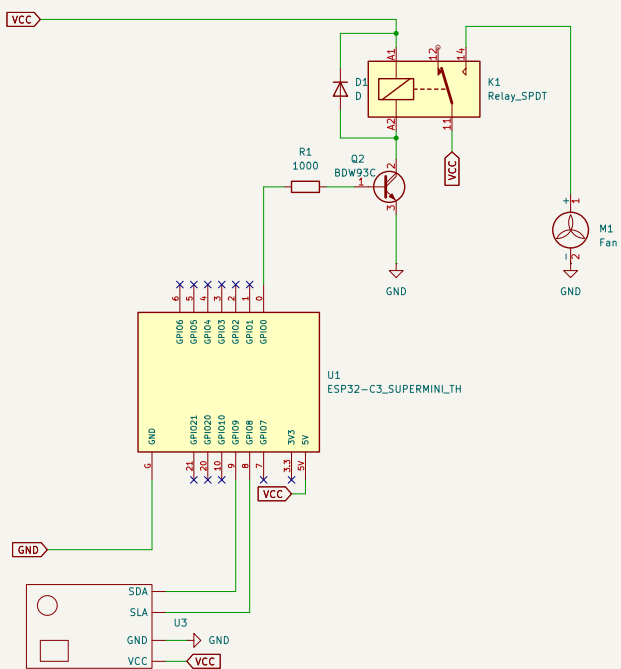 VCC
A1
12
14
D1
D
K1
Relay_SPDT
A2
11
VCC
R1
1000
Q2
BDW93C
1
2
3
GND
+
1
M1
Fan
-
2
GND
6
5
4
3
2
1
0
GPIO6
GPIO5
GPIO4
GPIO3
GPIO2
GPIO1
GPIO0
U1
ESP32-C3_SUPERMINI_TH
GND
GPIO21
GPIO20
GPIO10
GPIO9
GPIO8
GPIO7
3V3
5V
G
21
20
10
9
8
7
3.3
5V
VCC
GND
SDA
SLA
U3
GND
GND
VCC
VCC